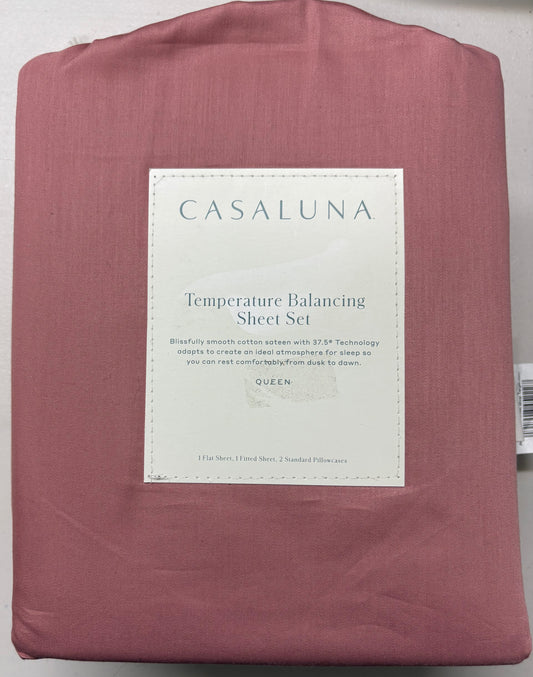 CASALUNA
Temperature Balancing
Sheet Set
Blissfully smooth cotton sateen with 37.5® Technology
adapts to create an ideal atmosphere for sleep so
you can rest comfortably from dusk to dawn.
QUEEN
1 Flat Sheet, 1 Fitted Sheet, 2 Standard Pillowcases